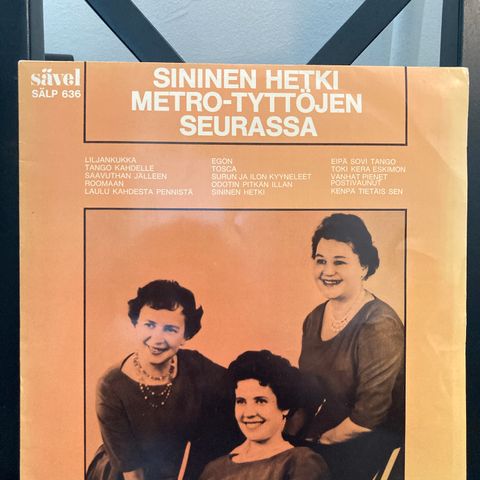 sävel
SÄLP 636
SININEN HETKI
METRO-TYTTÖJEN
SEURASSA
LILJANKUKKA
TANGO KAHDELLE
SAAVUTHAN JÄLLEEN
ROOMAAN
LAULU KAHDESTA PENNISTÄ
EGON
TOSCA
SURUN JA ILON KYYNELEET
ODOTIN PITKÄN ILLAN
SININEN HETKI
EIPÄ SOVI TANGO
TOKI KERA ESKIMON
VANHAT PIENET
POSTIVAUNUT
KENPÄ TIETÄIS SEN